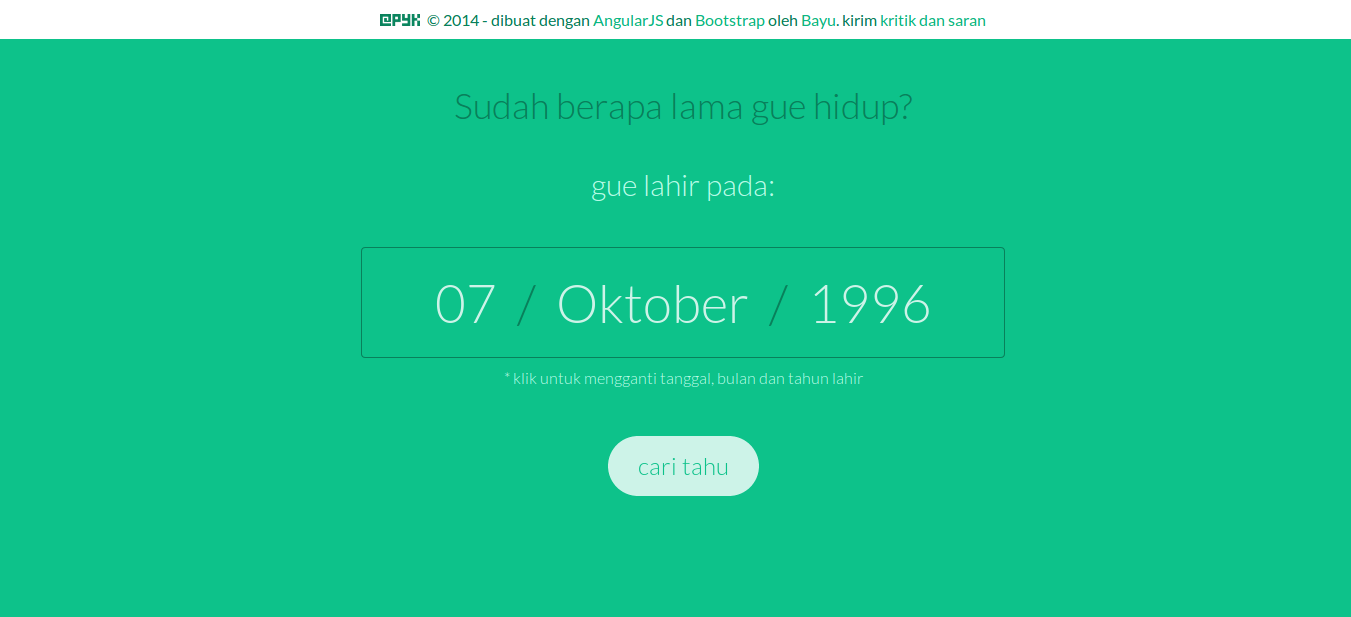 @PYK © 2014 - dibuat dengan AngularJS dan Bootstrap oleh Bayu. kirim kritik dan saran
Sudah berapa lama gue hidup?
gue lahir pada:
07 / Oktober / 1996
* klik untuk mengganti tanggal, bulan dan tahun lahir
cari tahu